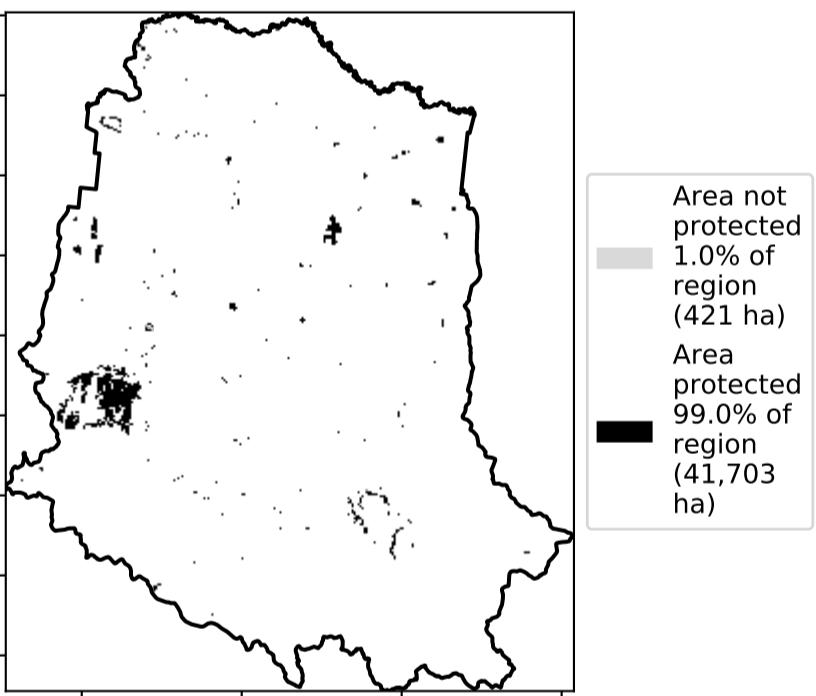 Area not
protected
1.0% of
region
(421 ha)
Area
protected
99.0% of
region
(41,703
ha)